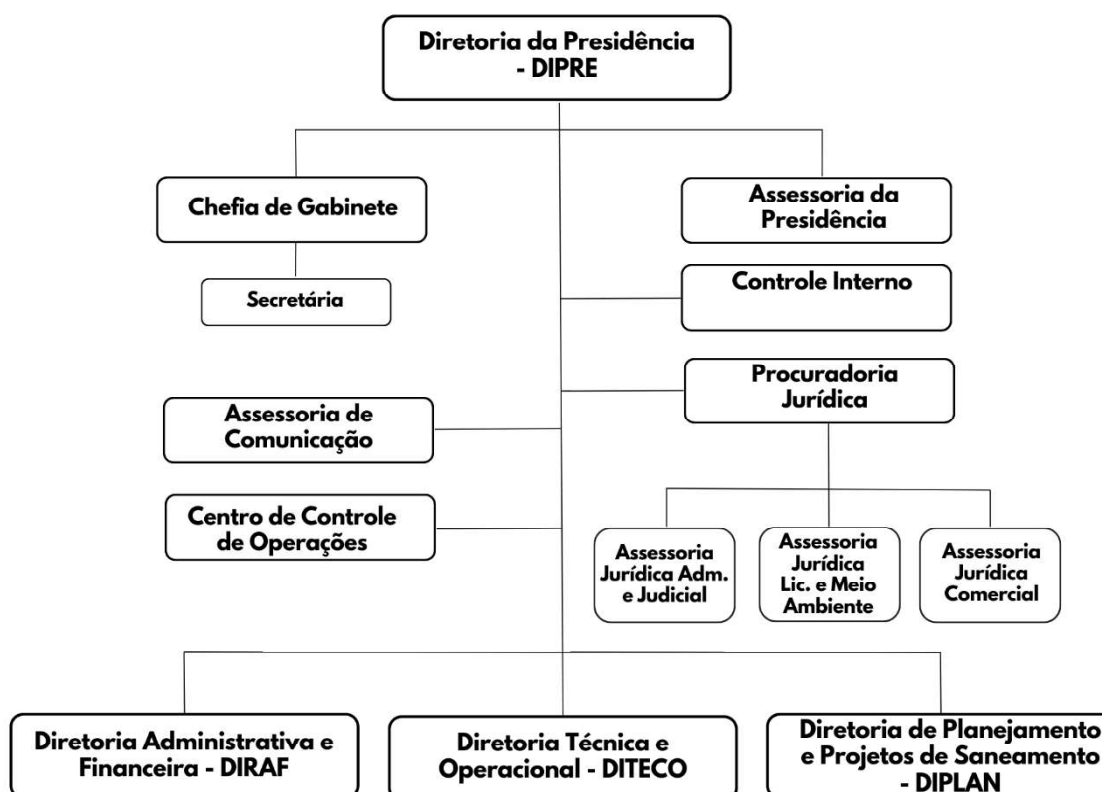 Diretoria da Presidência
- DIPRE
Chefia de Gabinete
Assessoria da
Presidência
Secretária
Controle Interno
Procuradoria
Jurídica
Assessoria de
Comunicação
Centro de Controle
de Operações
Assessoria
Jurídica Adm.
e Judicial
Assessoria
Jurídica
Lic. e Meio
Ambiente
Assessoria
Jurídica
Comercial
Diretoria Administrativa e
Financeira - DIRAF
Diretoria Técnica e
Operacional - DITECO
Diretoria de Planejamento
e Projetos de Saneamento
- DIPLAN